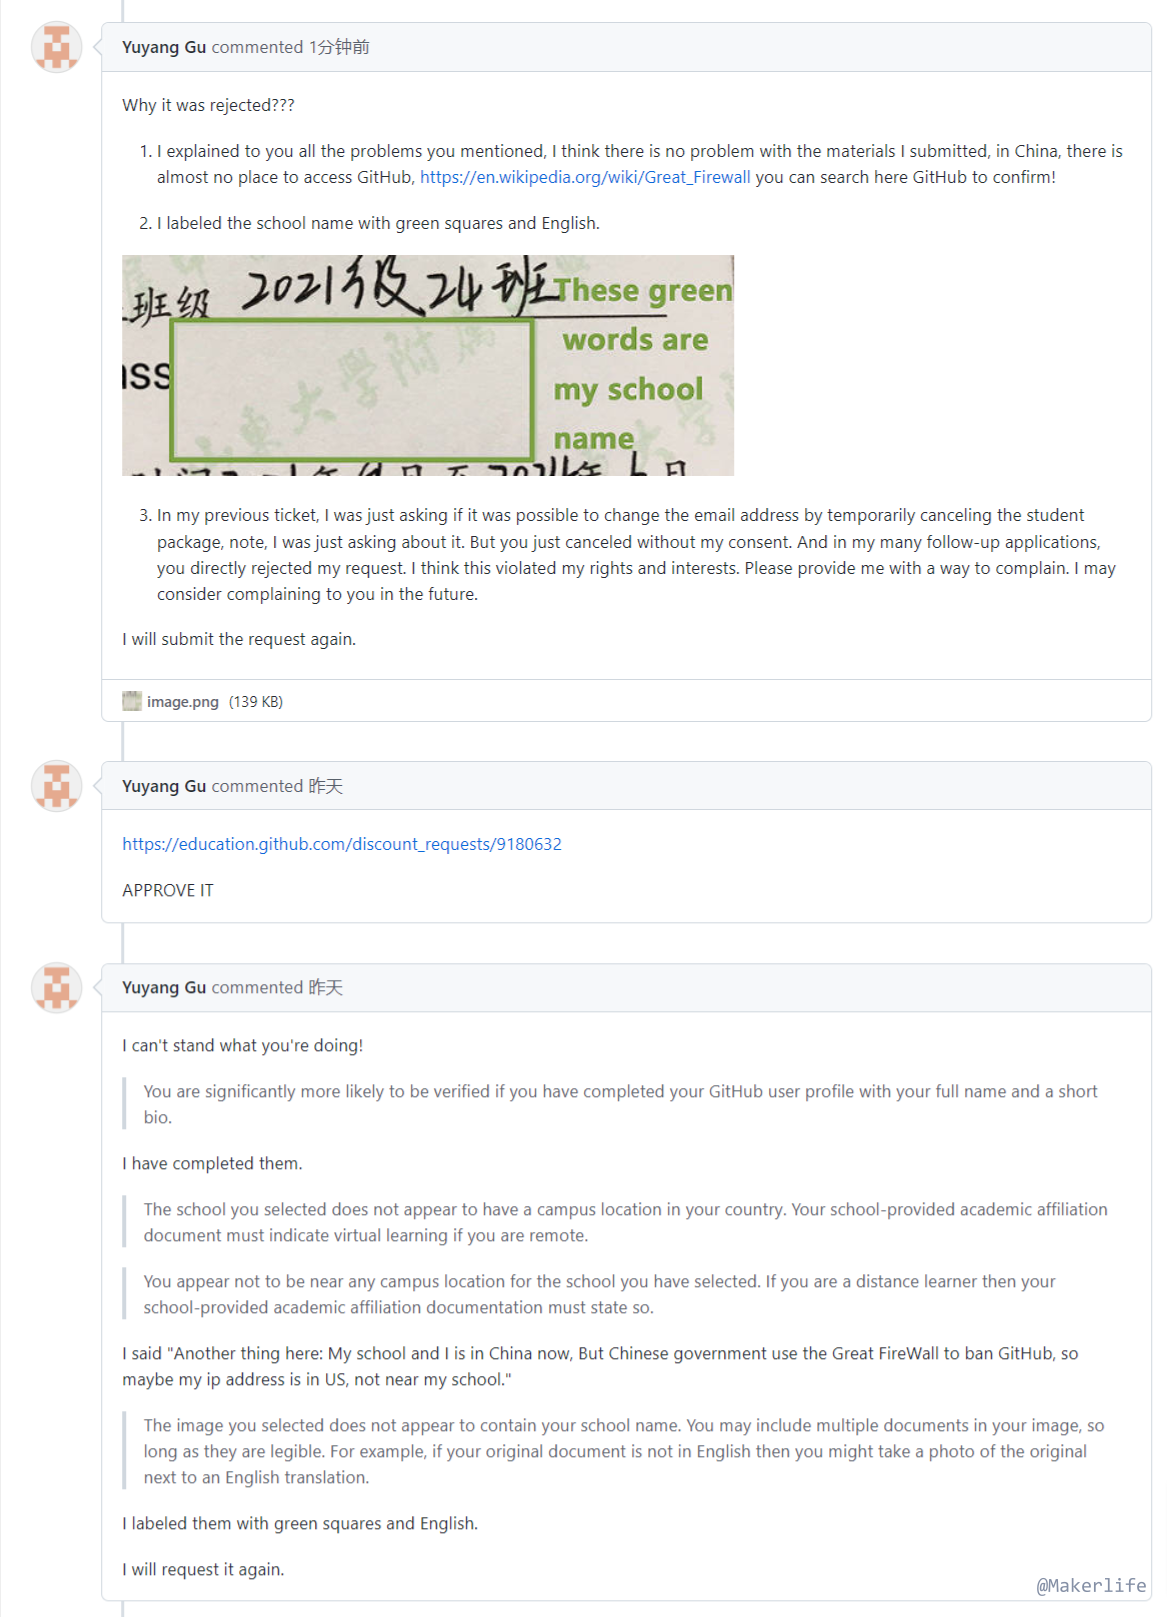 Yuyang Gu commented 1分钟前
Why it was rejected???
1. I explained to you all the problems you mentioned, I think there is no problem with the materials I submitted, in China, there is
almost no place to access GitHub, https://en.wikipedia.org/wiki/Great_Firewall you can search here GitHub to confirm!
2. I labeled the school name with green squares and English.
班级 2021级24班
These green
words are
my school
name
大学附属
3. In my previous ticket, I was just asking if it was possible to change the email address by temporarily canceling the student
package, note, I was just asking about it. But you just canceled without my consent. And in my many follow-up applications,
you directly rejected my request. I think this violated my rights and interests. Please provide me with a way to complain. I may
consider complaining to you in the future.
I will submit the request again.
image.png (139 KB)
Yuyang Gu commented 昨天
https://education.github.com/discount_requests/9180632
APPROVE IT
Yuyang Gu commented 昨天
I can't stand what you're doing!
You are significantly more likely to be verified if you have completed your GitHub user profile with your full name and a short
bio.
I have completed them.
The school you selected does not appear to have a campus location in your country. Your school-provided academic affiliation
document must indicate virtual learning if you are remote.
You appear not to be near any campus location for the school you have selected. If you are a distance learner then your
school-provided academic affiliation documentation must state so.
I said "Another thing here: My school and I is in China now, But Chinese government use the Great FireWall to ban GitHub, so
maybe my ip address is in US, not near my school."
The image you selected does not appear to contain your school name. You may include multiple documents in your image, so
long as they are legible. For example, if your original document is not in English then you might take a photo of the original
next to an English translation.
I labeled them with green squares and English.
I will request it again.
@Makerlife